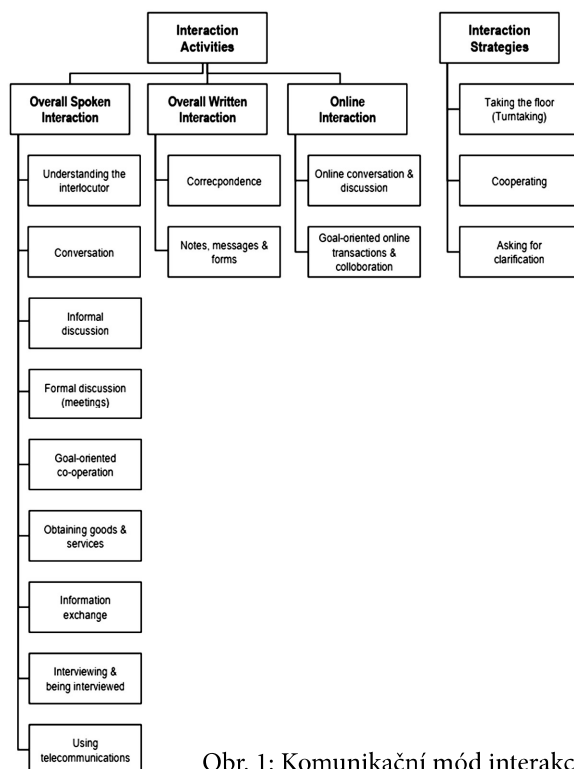 Interaction
Activities
Interaction
Strategies
Overall Spoken
Interaction
Overall Written
Interaction
Online
Interaction
Taking the floor
(Turntaking)
Understanding the
interlocutor
Correcpondence
Online conversation &
discussion
Cooperating
Conversation
Notes, messages &
forms
Goal-oriented online
transactions &
colloboration
Asking for
clarification
Informal
discussion
Formal discussion
(meetings)
Goal-oriented
co-operation
Obtaining goods &
services
Information
exchange
Interviewing &
being interviewed
Using
telecommunications
Obr. 1: Komunikační mód interakc